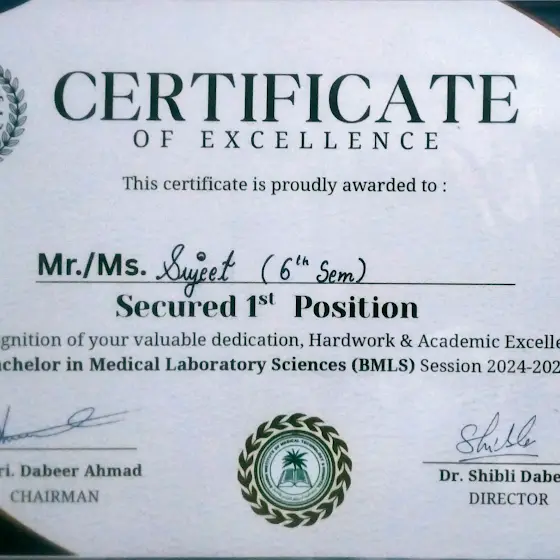 CERTIFICATE
OF EXCELLENCE
This certificate is proudly awarded to :
Mr./Ms. Sujeet (6th Sem)
Secured 1st Position
gnition of your valuable dedication, Hardwork & Academic Excelle
chelor in Medical Laboratory Sciences (BMLS) Session 2024-202
Shibli
ri. Dabeer Ahmad
CHAIRMAN
Dr. Shibli Dabe
DIRECTOR